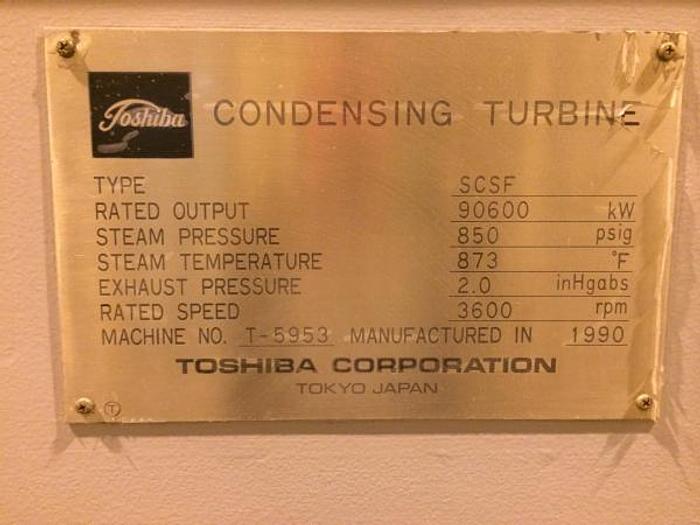 Toshiba CONDENSING TURBINE
TYPE SCSF
RATED OUTPUT 90600 kW
STEAM PRESSURE 850 psig
STEAM TEMPERATURE 873 °F
EXHAUST PRESSURE 2.0 inHgabs
RATED SPEED 3600 rpm
MACHINE NO. T-5953 MANUFACTURED IN 1990
TOSHIBA CORPORATION
TOKYO JAPAN
T